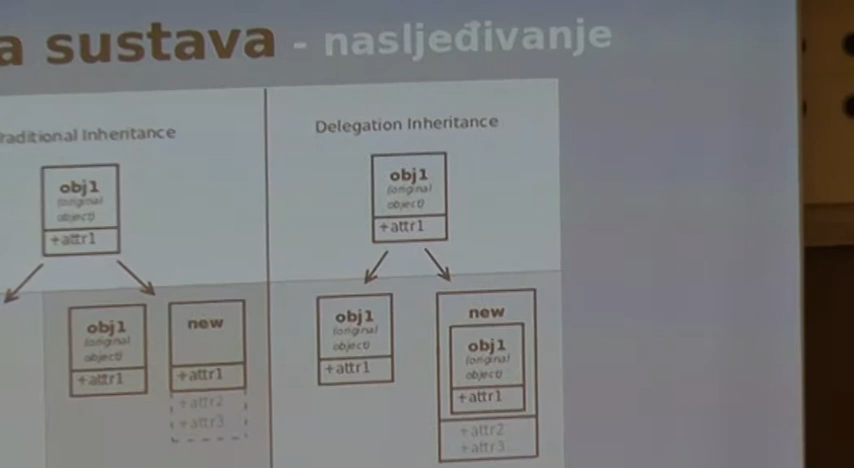 a sustava - nasljeđivanje
raditional Inheritance
Delegation Inheritance
obj1
(original
object)
+attr1
obj1
(original
object)
+attr1
obj1
(original
object)
+attr1
new
+attr1
+attr2
+attr3
obj1
(original
object)
+attr1
new
obj1
(original
object)
+attr1
+attr2
+attr3